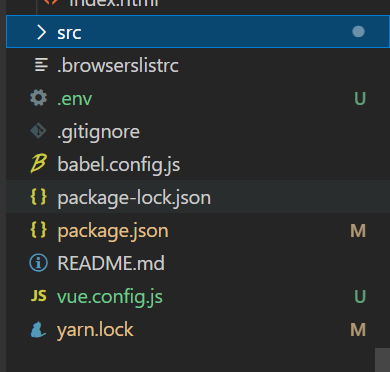 index.html
src
.browserslistrc
.env U
.gitignore
babel.config.js
{} package-lock.json
{} package.json M
README.md
JS vue.config.js U
yarn.lock M